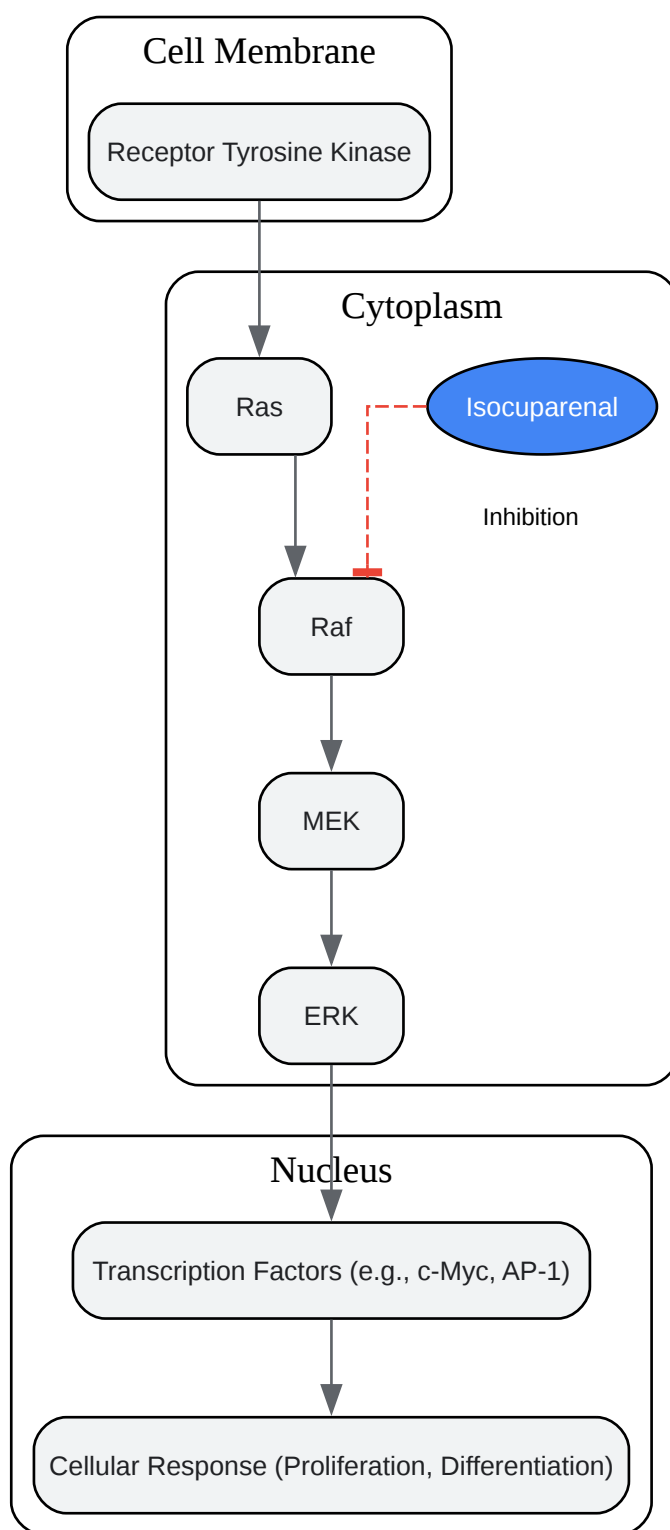 Cell Membrane
Receptor Tyrosine Kinase
Cytoplasm
Ras
Isocuparenal
Inhibition
Raf
MEK
ERK
Nucleus
Transcription Factors (e.g., c-Myc, AP-1)
Cellular Response (Proliferation, Differentiation)